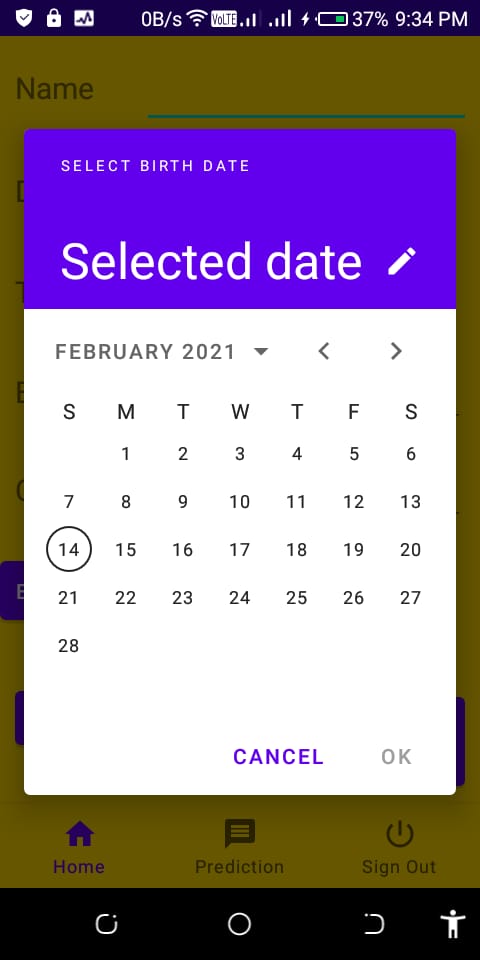 0B/s VoLTE 37% 9:34 PM
Name
SELECT BIRTH DATE
Selected date
FEBRUARY 2021
S M T W T F S
1 2 3 4 5 6
7 8 9 10 11 12 13
14 15 16 17 18 19 20
21 22 23 24 25 26 27
28
CANCEL OK
Home Prediction Sign Out